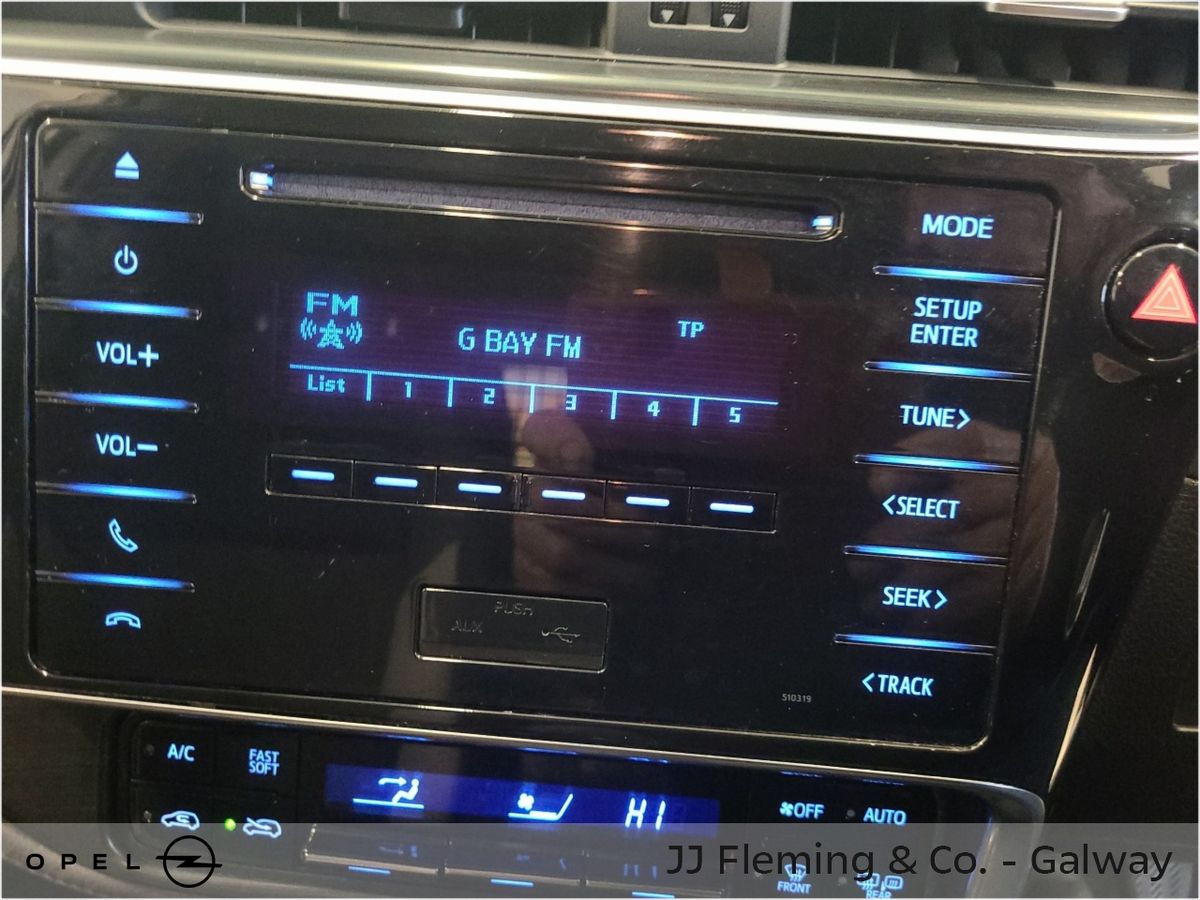 VOL+
VOL-
FM
G BAY FM
TP
List 1 2 3 4 5
MODE
SETUP
ENTER
TUNE>
<SELECT
SEEK>
<TRACK
PUSH
AUX
510319
A/C
FAST
SOFT
HI
OFF
AUTO
FRONT
REAR
OPEL
JJ Fleming & Co. - Galway